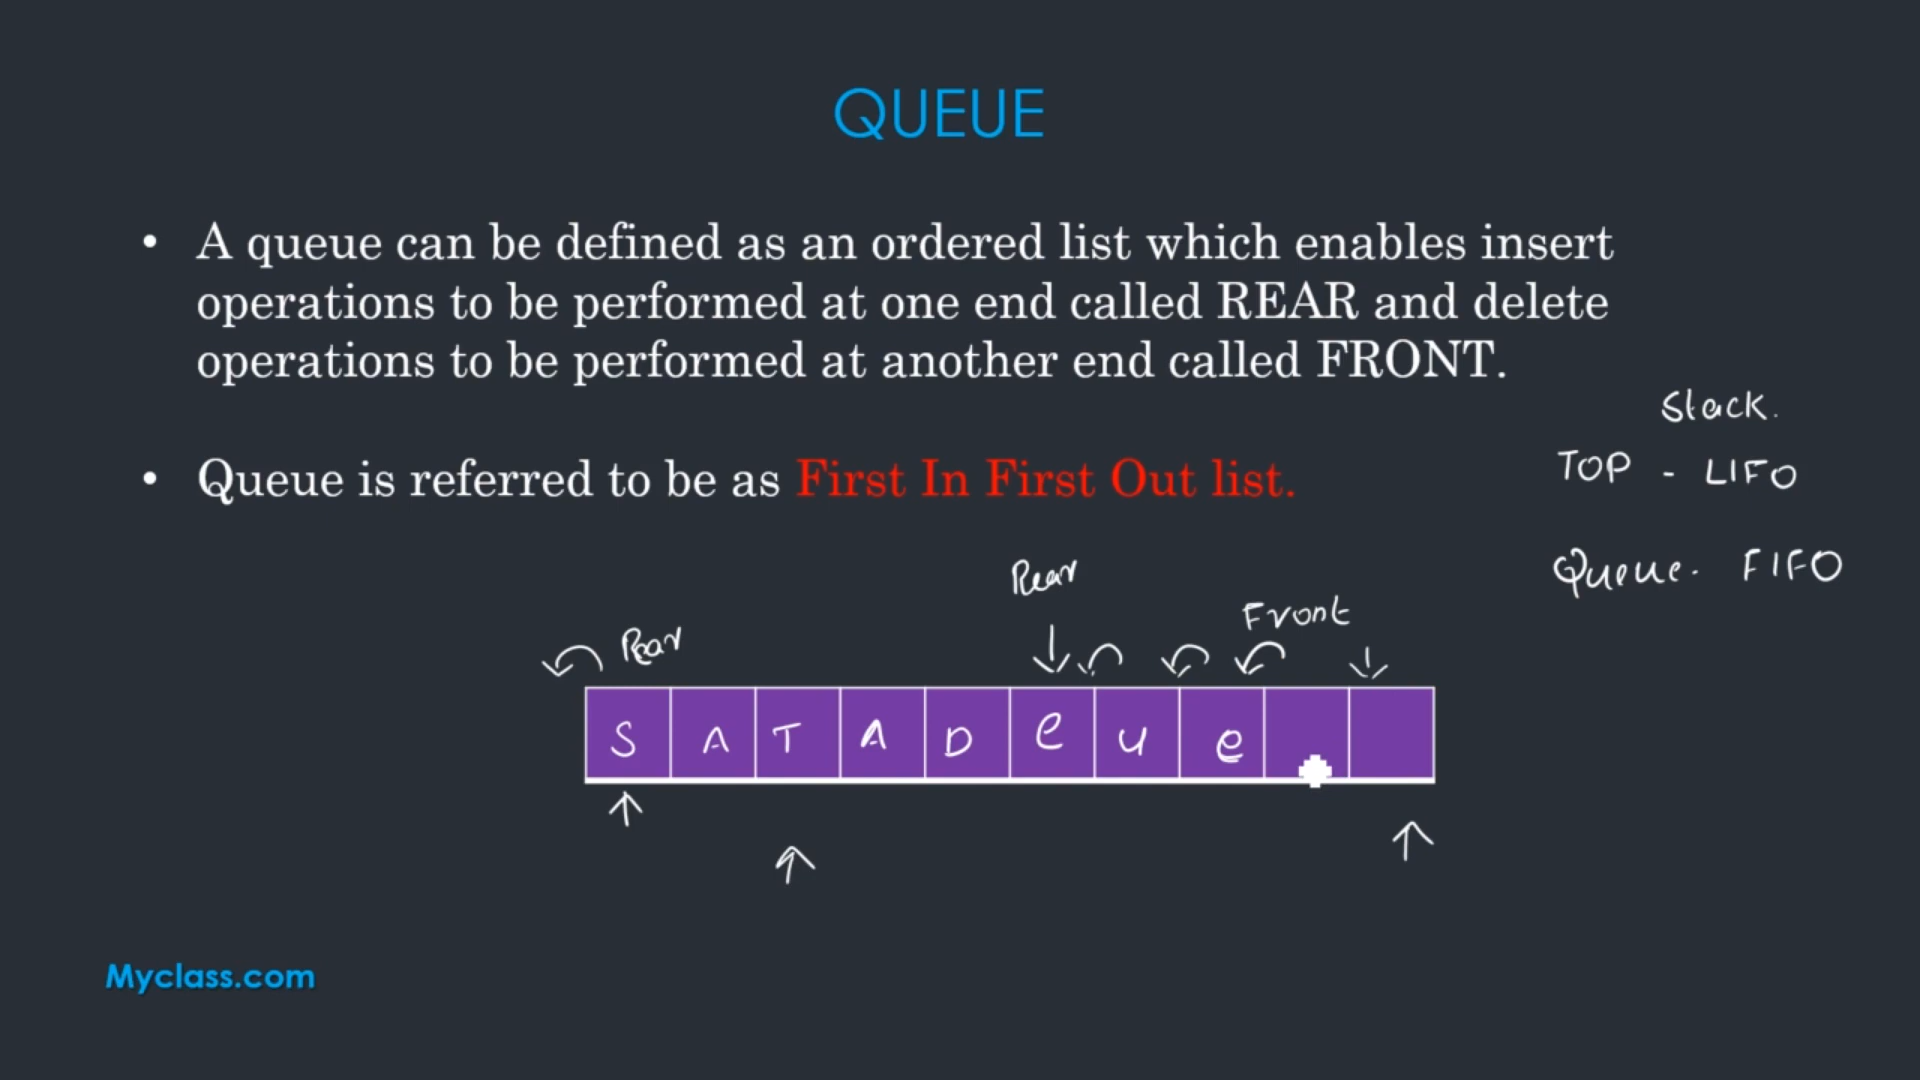 QUEUE
• A queue can be defined as an ordered list which enables insert
operations to be performed at one end called REAR and delete
operations to be performed at another end called FRONT.
Stack.
• Queue is referred to be as First In First Out list.
TOP - LIFO
Queue. FIFO
Rear
Front
Rear
S A T A D e u e
Myclass.com